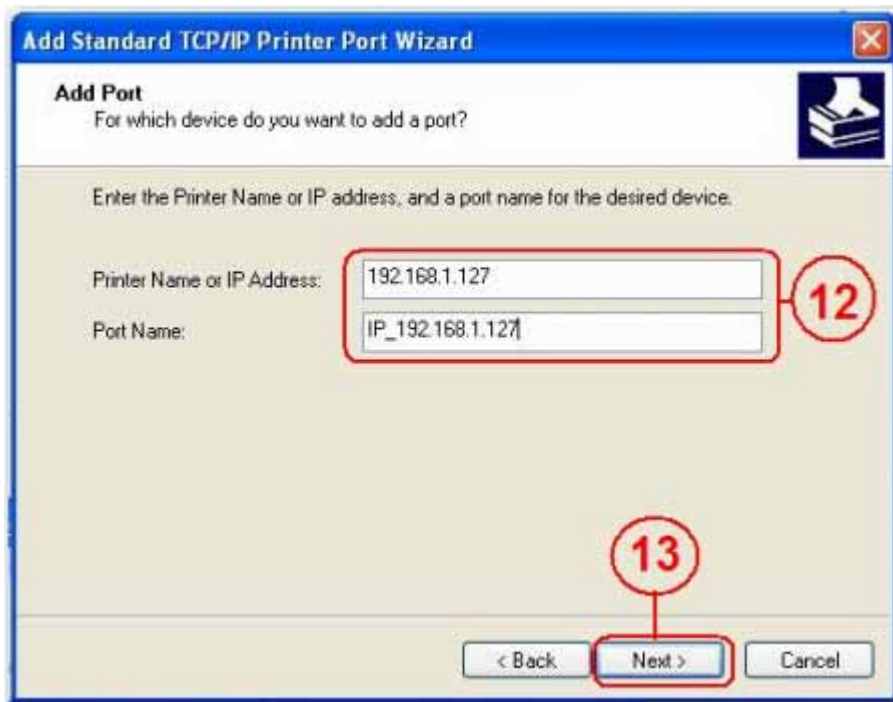 Add Standard TCP/IP Printer Port Wizard
Add Port
For which device do you want to add a port?
Enter the Printer Name or IP address, and a port name for the desired device.
Printer Name or IP Address: 192.168.1.127
Port Name: IP_192.168.1.127
12
13
< Back Next > Cancel